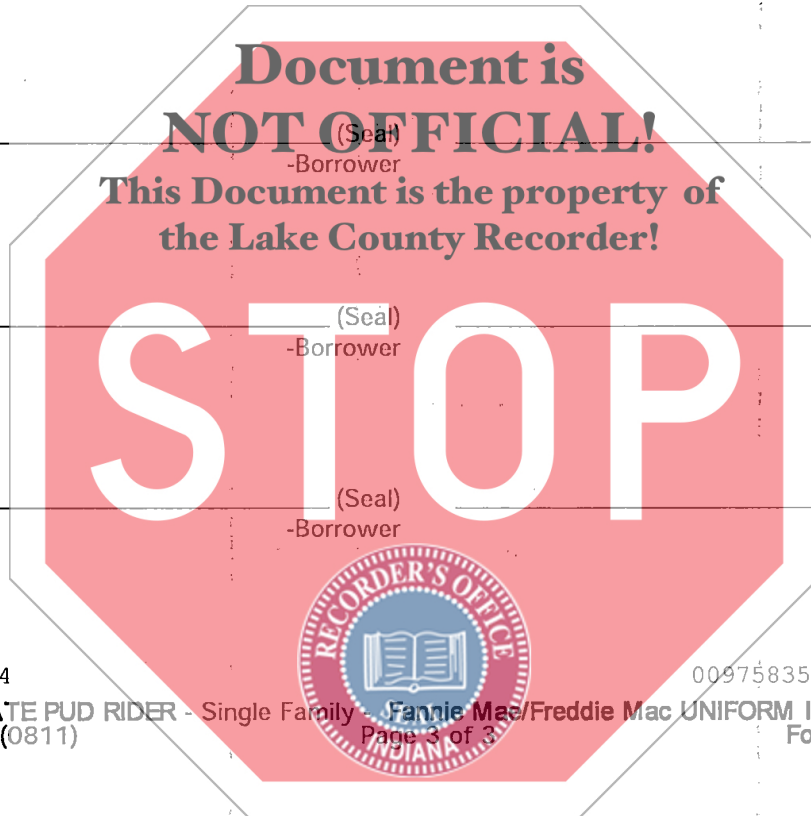 Document is
NOT OFFICIAL!
(Seal)
-Borrower
This Document is the property of
the Lake County Recorder!
STOP
(Seal)
-Borrower
(Seal)
-Borrower
RECORDER'S OFFICE
INDIANA
4
00975835
TE PUD RIDER - Single Family - Fannie Mae/Freddie Mac UNIFORM I
(0811)
Page 3 of 3
Fo